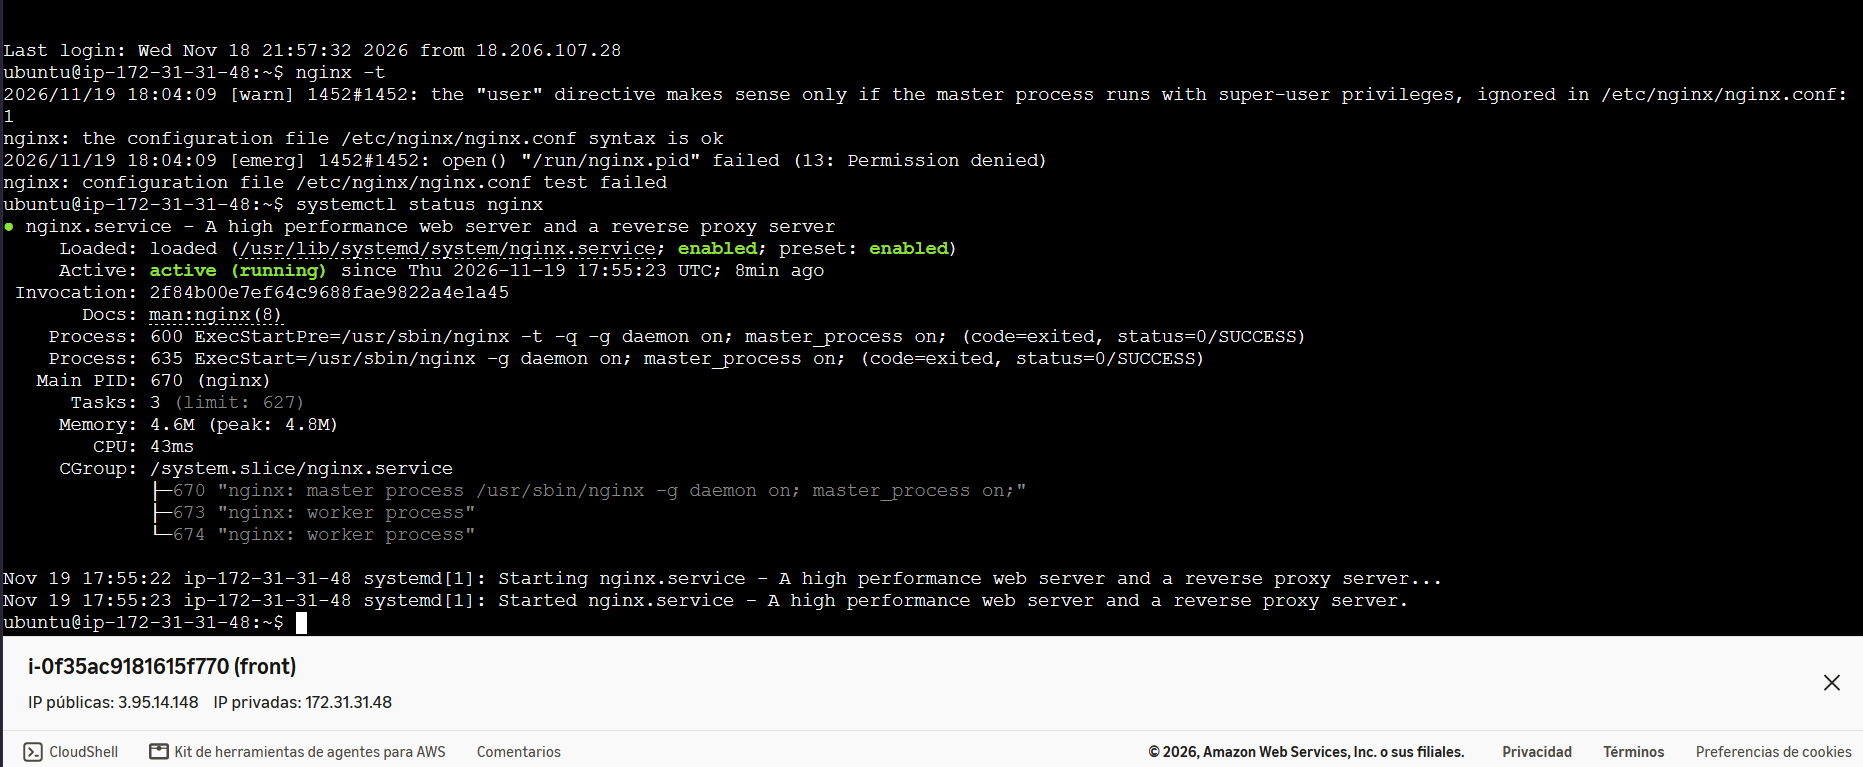 Last login: Wed Nov 18 21:57:32 2026 from 18.206.107.28
ubuntu@ip-172-31-31-48:~$ nginx -t
2026/11/19 18:04:09 [warn] 1452#1452: the "user" directive makes sense only if the master process runs with super-user privileges, ignored in /etc/nginx/nginx.conf:
1
nginx: the configuration file /etc/nginx/nginx.conf syntax is ok
2026/11/19 18:04:09 [emerg] 1452#1452: open() "/run/nginx.pid" failed (13: Permission denied)
nginx: configuration file /etc/nginx/nginx.conf test failed
ubuntu@ip-172-31-31-48:~$ systemctl status nginx
● nginx.service - A high performance web server and a reverse proxy server
Loaded: loaded (/usr/lib/systemd/system/nginx.service; enabled; preset: enabled)
Active: active (running) since Thu 2026-11-19 17:55:23 UTC; 8min ago
Invocation: 2f84b00e7ef64c9688fae9822a4e1a45
Docs: man:nginx(8)
Process: 600 ExecStartPre=/usr/sbin/nginx -t -q -g daemon on; master_process on; (code=exited, status=0/SUCCESS)
Process: 635 ExecStart=/usr/sbin/nginx -g daemon on; master_process on; (code=exited, status=0/SUCCESS)
Main PID: 670 (nginx)
Tasks: 3 (limit: 627)
Memory: 4.6M (peak: 4.8M)
CPU: 43ms
CGroup: /system.slice/nginx.service
├─670 "nginx: master process /usr/sbin/nginx -g daemon on; master_process on;"
├─673 "nginx: worker process"
└─674 "nginx: worker process"
Nov 19 17:55:22 ip-172-31-31-48 systemd[1]: Starting nginx.service - A high performance web server and a reverse proxy server...
Nov 19 17:55:23 ip-172-31-31-48 systemd[1]: Started nginx.service - A high performance web server and a reverse proxy server.
ubuntu@ip-172-31-31-48:~$
i-0f35ac9181615f770 (front)
IP públicas: 3.95.14.148 IP privadas: 172.31.31.48
CloudShell Kit de herramientas de agentes para AWS Comentarios © 2026, Amazon Web Services, Inc. o sus filiales. Privacidad Términos Preferencias de cookies